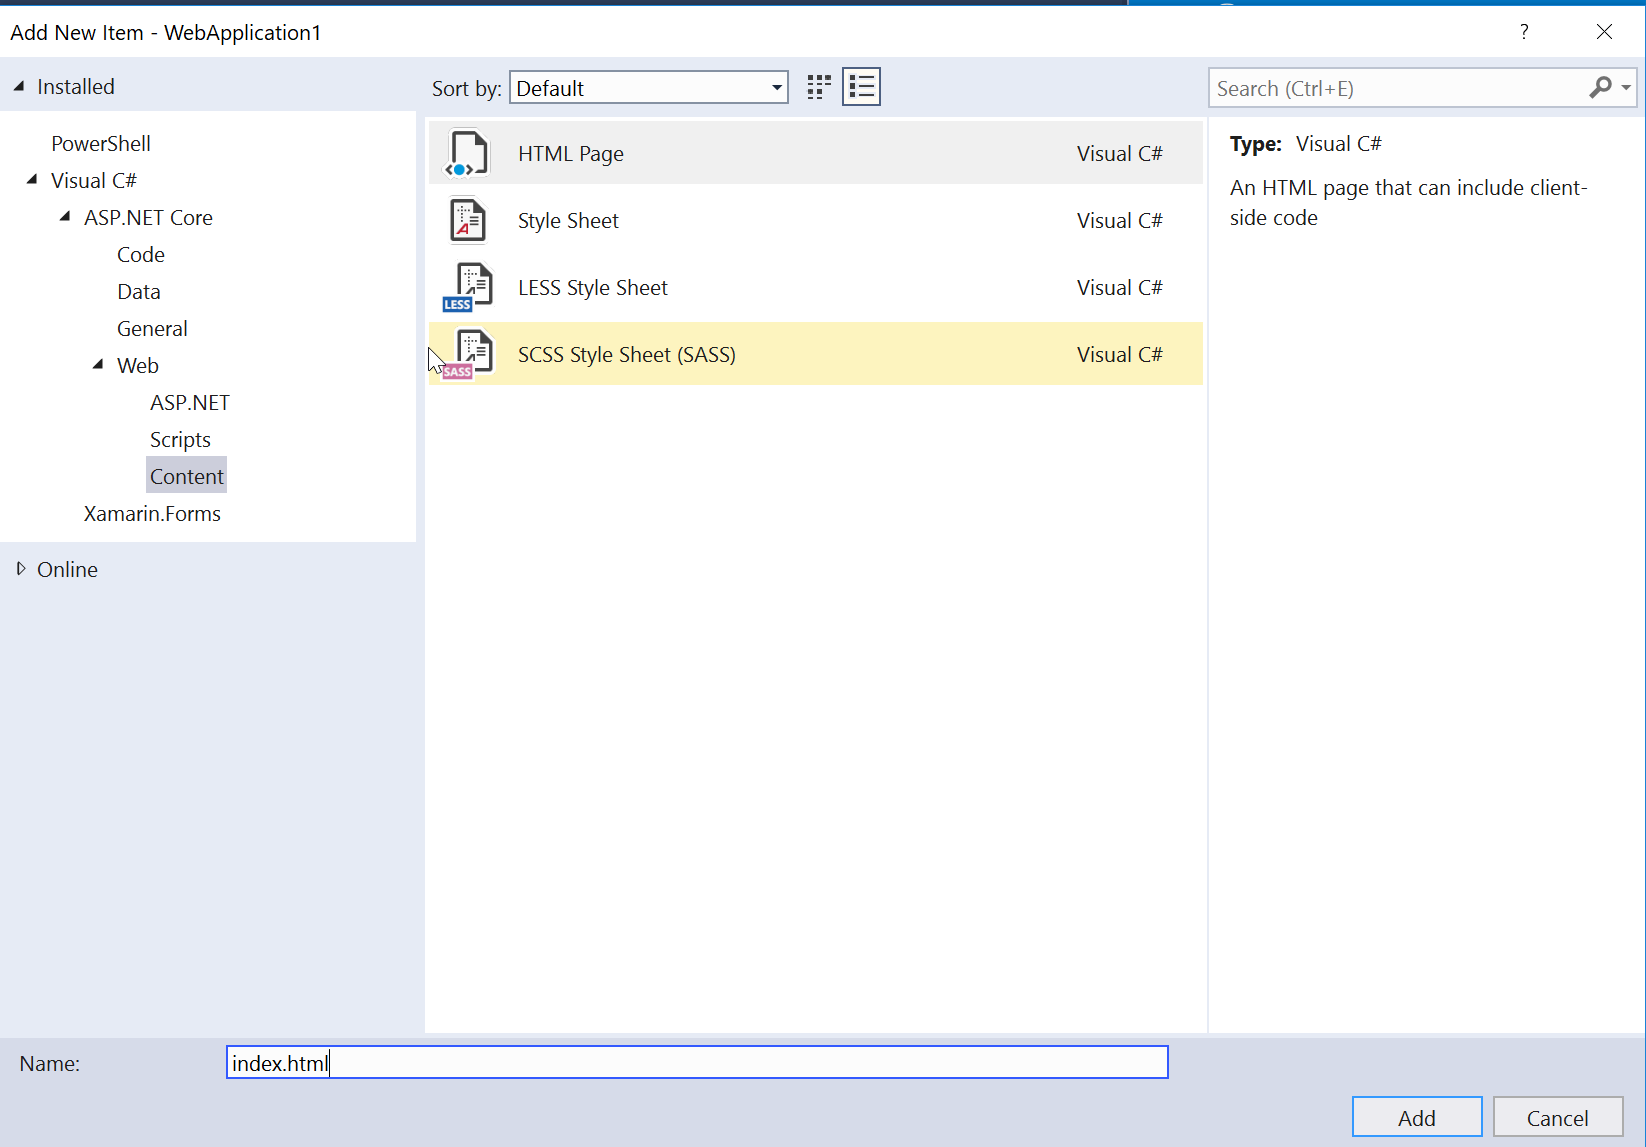 Add New Item - WebApplication1
?
Installed
Sort by: Default
Search (Ctrl+E)
PowerShell
Visual C#
ASP.NET Core
Code
Data
General
Web
ASP.NET
Scripts
Content
Xamarin.Forms
Online
HTML Page Visual C#
Style Sheet Visual C#
LESS
LESS Style Sheet Visual C#
SASS
SCSS Style Sheet (SASS) Visual C#
Type: Visual C#
An HTML page that can include client-
side code
Name: index.html
Add Cancel